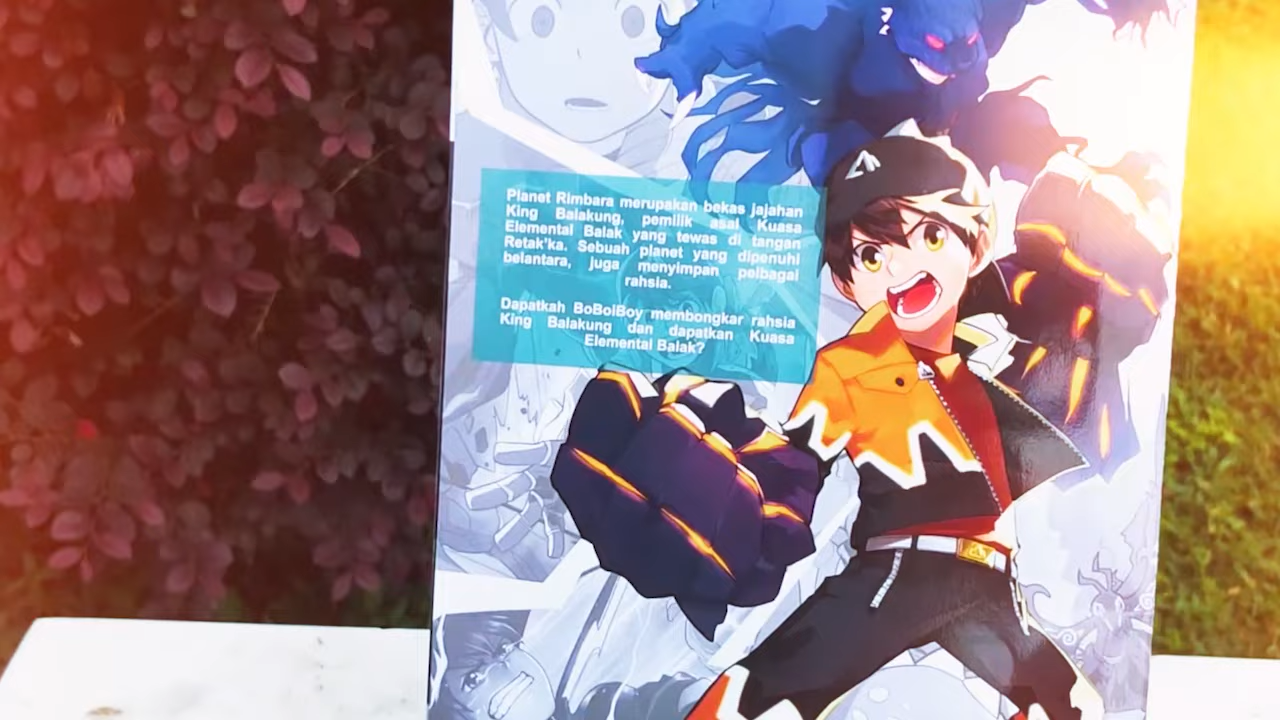 Planet Rimbara merupakan bekas jajahan
King Balakung, pemilik asal Kuasa
Elemental Balak yang tewas di tangan
Retak'ka. Sebuah planet yang dipenuhi
belantara, juga menyimpan pelbagai
rahsia.
Dapatkah BoBoiBoy membongkar rahsia
King Balakung dan dapatkan Kuasa
Elemental Balak?